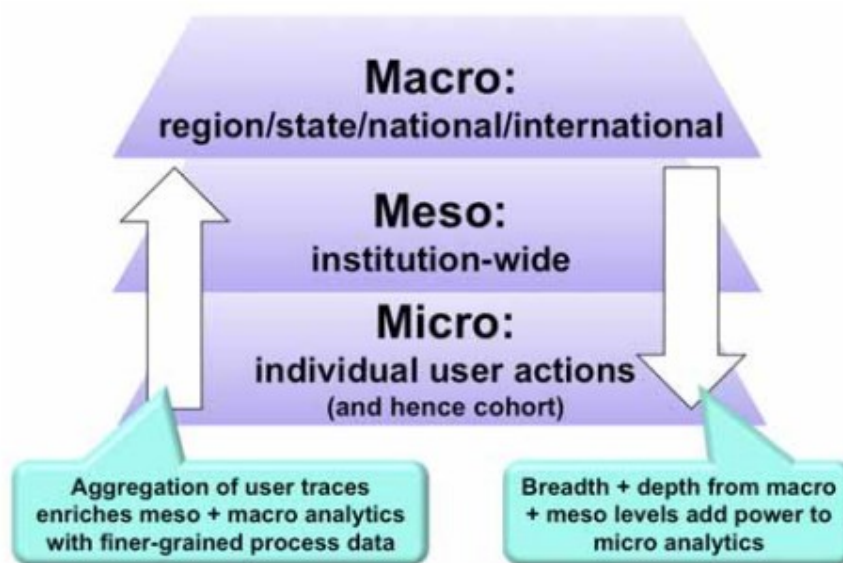 Macro:
region/state/national/international
Meso:
institution-wide
Micro:
individual user actions
(and hence cohort)
Aggregation of user traces
enriches meso + macro analytics
with finer-grained process data
Breadth + depth from macro
+ meso levels add power to
micro analytics